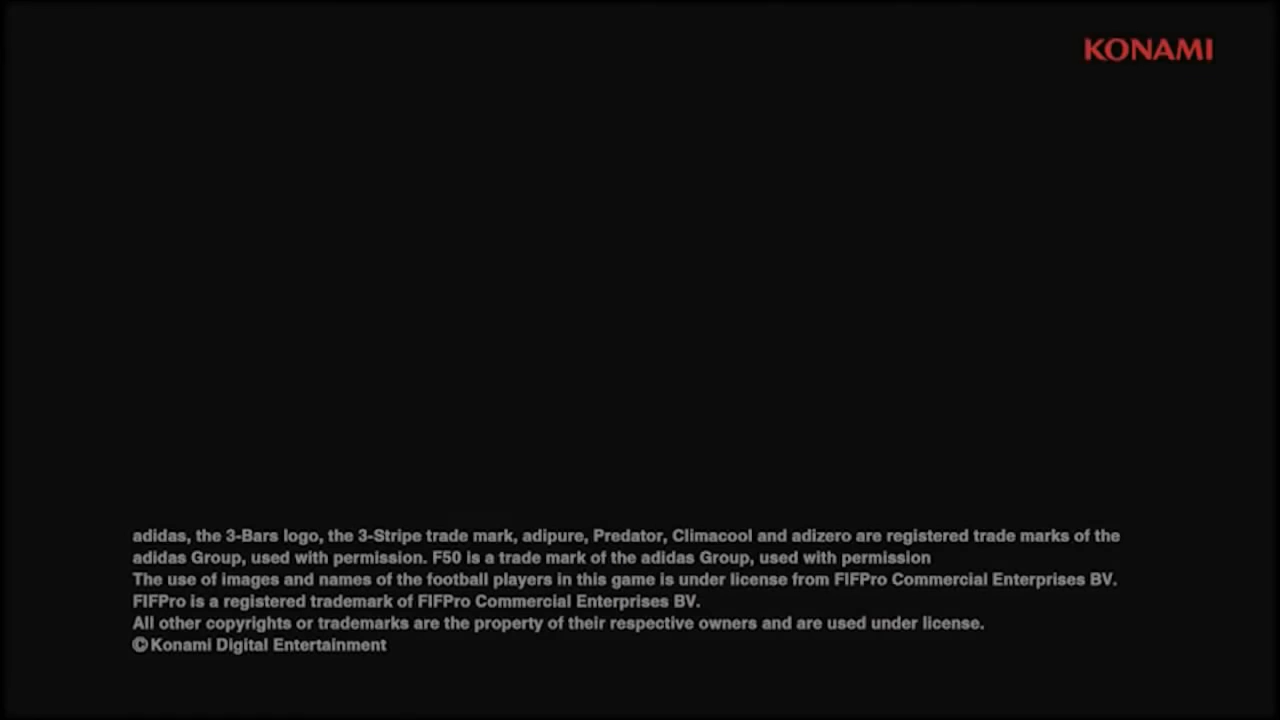 KONAMI
adidas, the 3-Bars logo, the 3-Stripe trade mark, adipure, Predator, Climacool and adizero are registered trade marks of the
adidas Group, used with permission. F50 is a trade mark of the adidas Group, used with permission
The use of images and names of the football players in this game is under license from FIFPro Commercial Enterprises BV.
FIFPro is a registered trademark of FIFPro Commercial Enterprises BV.
All other copyrights or trademarks are the property of their respective owners and are used under license.
©Konami Digital Entertainment